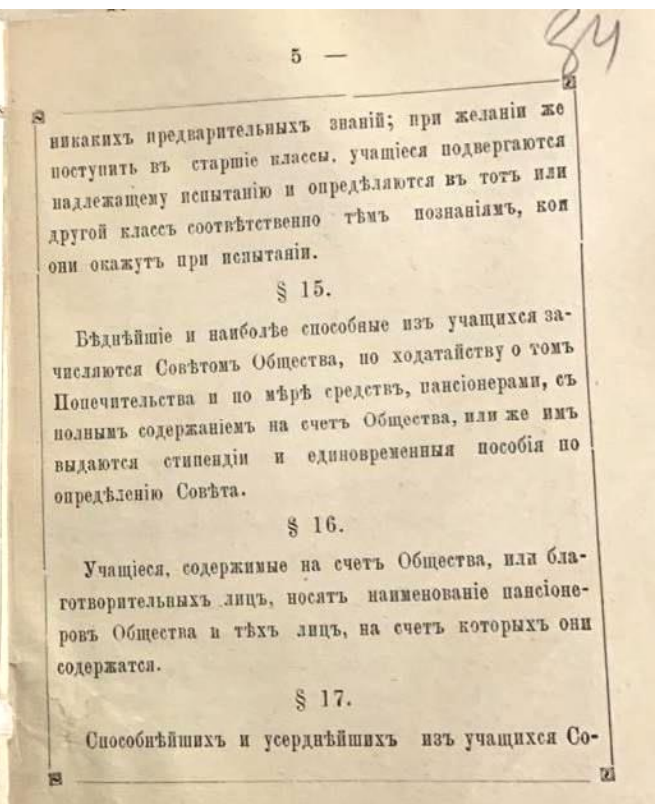 5 —
84
никакихъ предварительныхъ знаній; при желаніи же
поступить въ старшіе классы, учащіеся подвергаются
надлежащему испытанію и опредѣляются въ тотъ или
другой классъ соотвѣтственно тѣмъ познаніямъ, кои
они окажутъ при испытаніи.
§ 15.
Бѣднѣйшіе и наиболѣе способные изъ учащихся за-
числяются Совѣтомъ Общества, по ходатайству о томъ
Попечительства и по мѣрѣ средствъ, пансіонерами, съ
полнымъ содержаніемъ на счетъ Общества, или же имъ
выдаются стипендіи и единовременныя пособія по
опредѣленію Совѣта.
§ 16.
Учащіеся, содержимые на счетъ Общества, или бла-
готворительныхъ лицъ, носятъ наименованіе пансіоне-
ровъ Общества и тѣхъ лицъ, на счетъ которыхъ они
содержатся.
§ 17.
Способнѣйшихъ и усерднѣйшихъ изъ учащихся Со-